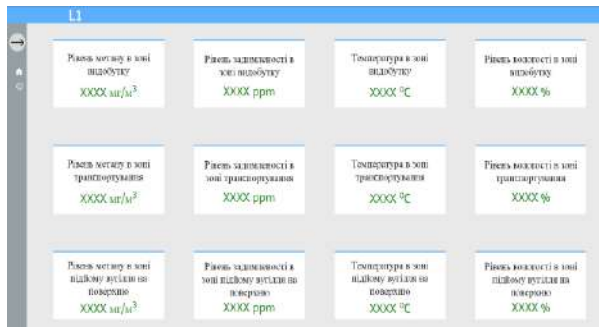 L1
Рівень метану в зоні
видобутку
XXXX мг/м³
Рівень задимленості в
зоні видобутку
XXXX ppm
Температура в зоні
видобутку
XXXX ⁰C
Рівень вологості в зоні
видобутку
XXXX %
Рівень метану в зоні
транспортування
XXXX мг/м³
Рівень задимленості в
зоні транспортування
XXXX ppm
Температура в зоні
транспортування
XXXX ⁰C
Рівень вологості в зоні
транспортування
XXXX %
Рівень метану в зоні
підйому вугілля на
поверхню
XXXX мг/м³
Рівень задимленості в
зоні підйому вугілля на
поверхню
XXXX ppm
Температура в зоні
підйому вугілля на
поверхню
XXXX ⁰C
Рівень вологості в зоні
підйому вугілля на
поверхню
XXXX %